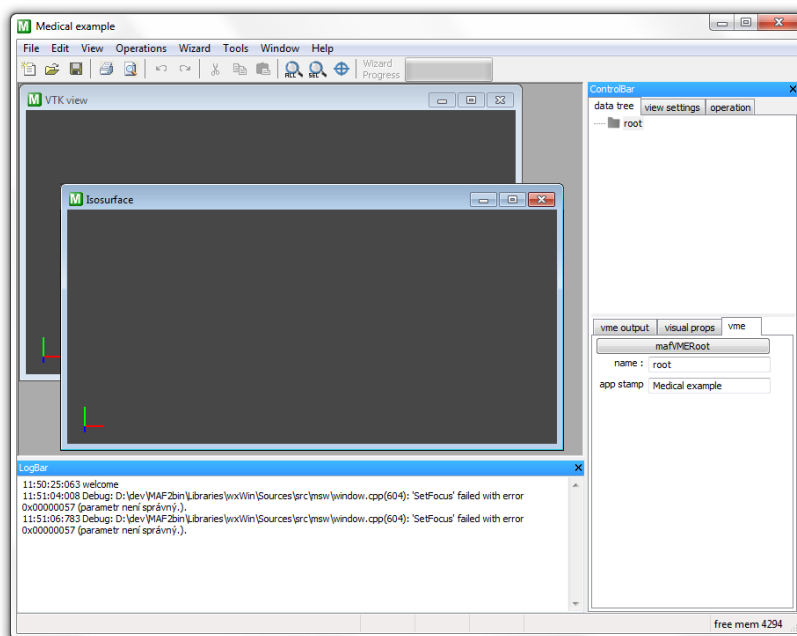 Medical example
File Edit View Operations Wizard Tools Window Help
ALL SEL Wizard Progress
VTK view
Isosurface
ControlBar
data tree view settings operation
root
vme output visual props vme
mafVMERoot
name : root
app stamp Medical example
LogBar
11:50:25:063 welcome
11:51:04:008 Debug: D:\dev\MAF2bin\Libraries\wxWin\Sources\src\msw\window.cpp(604): 'SetFocus' failed with error
0x00000057 (parametr není správný.).
11:51:06:783 Debug: D:\dev\MAF2bin\Libraries\wxWin\Sources\src\msw\window.cpp(604): 'SetFocus' failed with error
0x00000057 (parametr není správný.).
free mem 4294